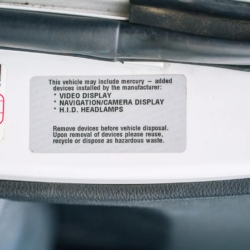 This vehicle may include mercury - added
devices installed by the manufacturer:
* VIDEO DISPLAY
* NAVIGATION/CAMERA DISPLAY
* H.I.D. HEADLAMPS
Remove devices before vehicle disposal.
Upon removal of devices please reuse,
recycle or dispose as hazardous waste.